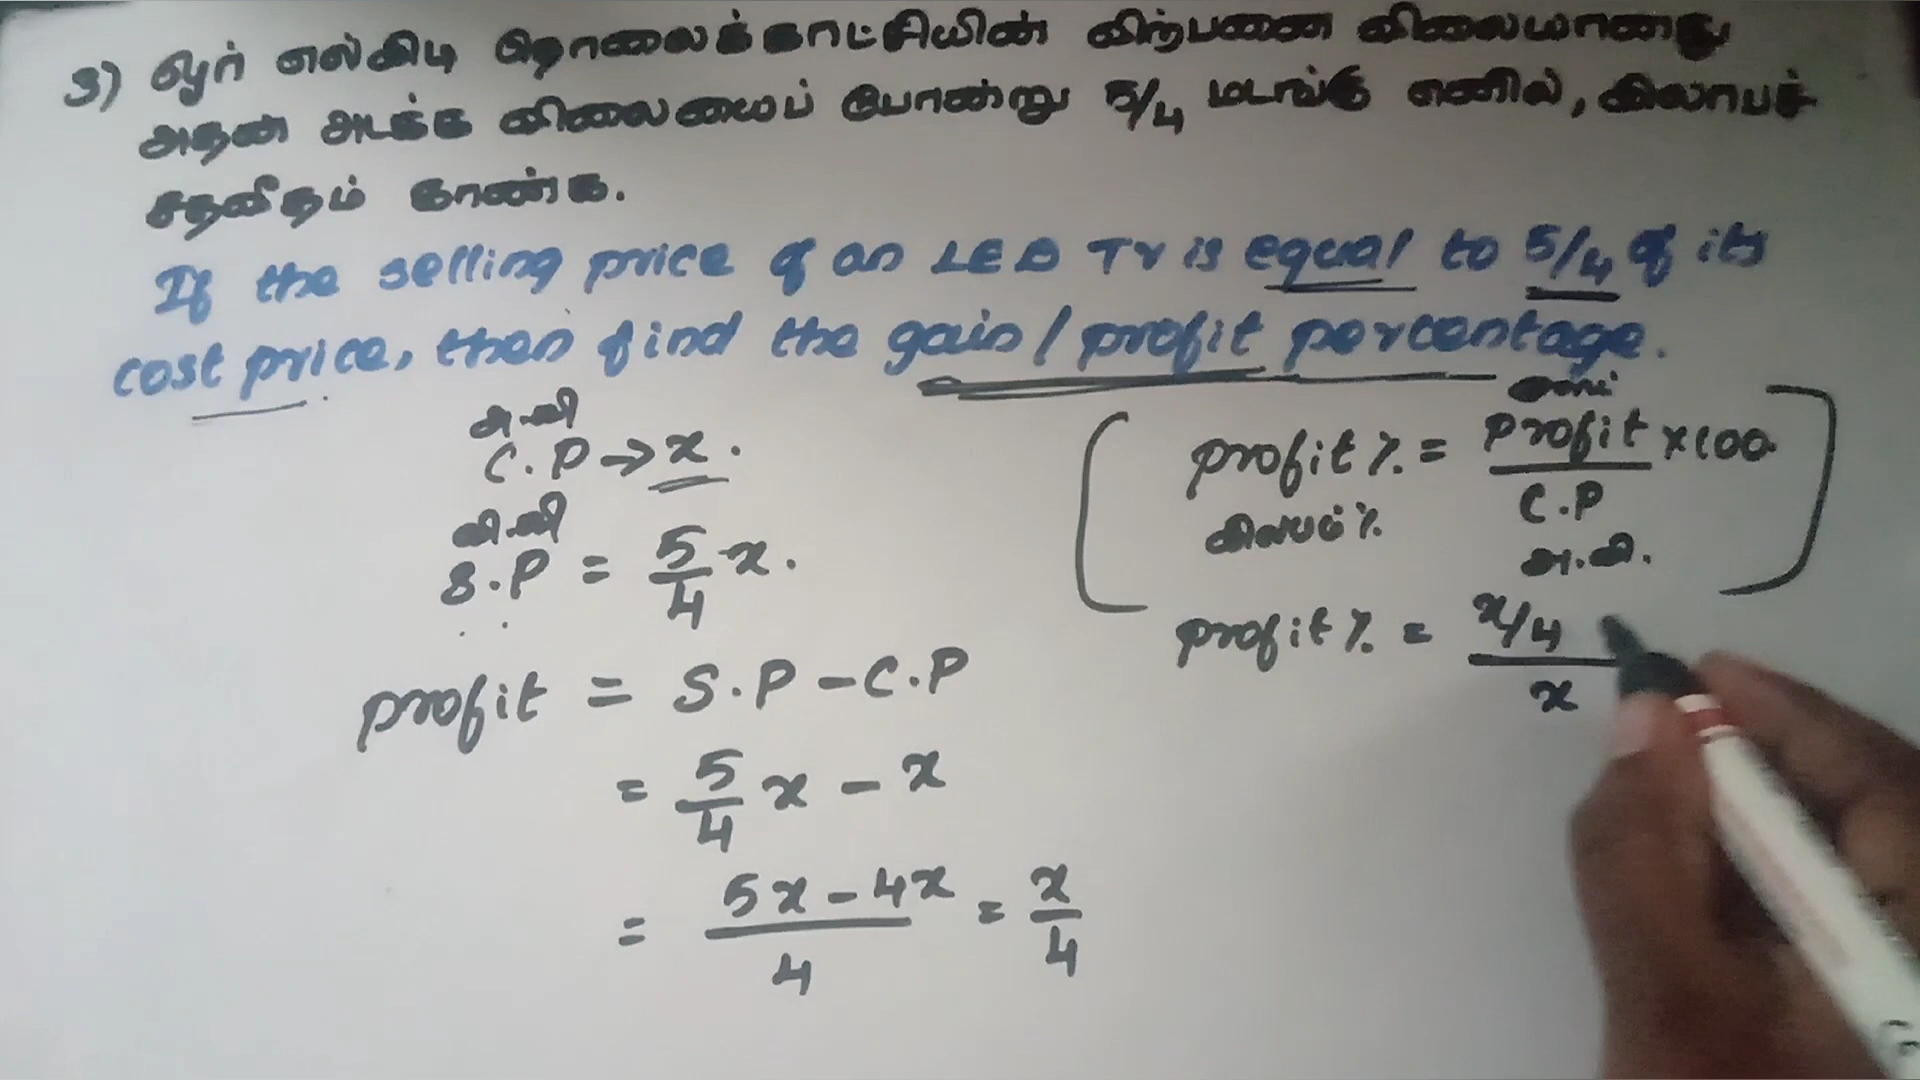 3) ஓர் எல்இடி தொலைக்காட்சியின் விற்பனை விலையானது
அதன் அடக்க விலையைப் போன்று 5/4 மடங்கு எனில், இலாபச்
சதவீதம் காண்க.
If the selling price of an LED TV is equal to 5/4 of its
cost price, then find the gain/profit percentage.
அ.வி
C.P → x.
வி.வி
S.P = 5/4 x.
profit = S.P - C.P
= 5/4 x - x
= 5x - 4x / 4 = x/4
profit % = profit / C.P × 100
இலாபம் %
அ.வி.
profit % = x/4 / x